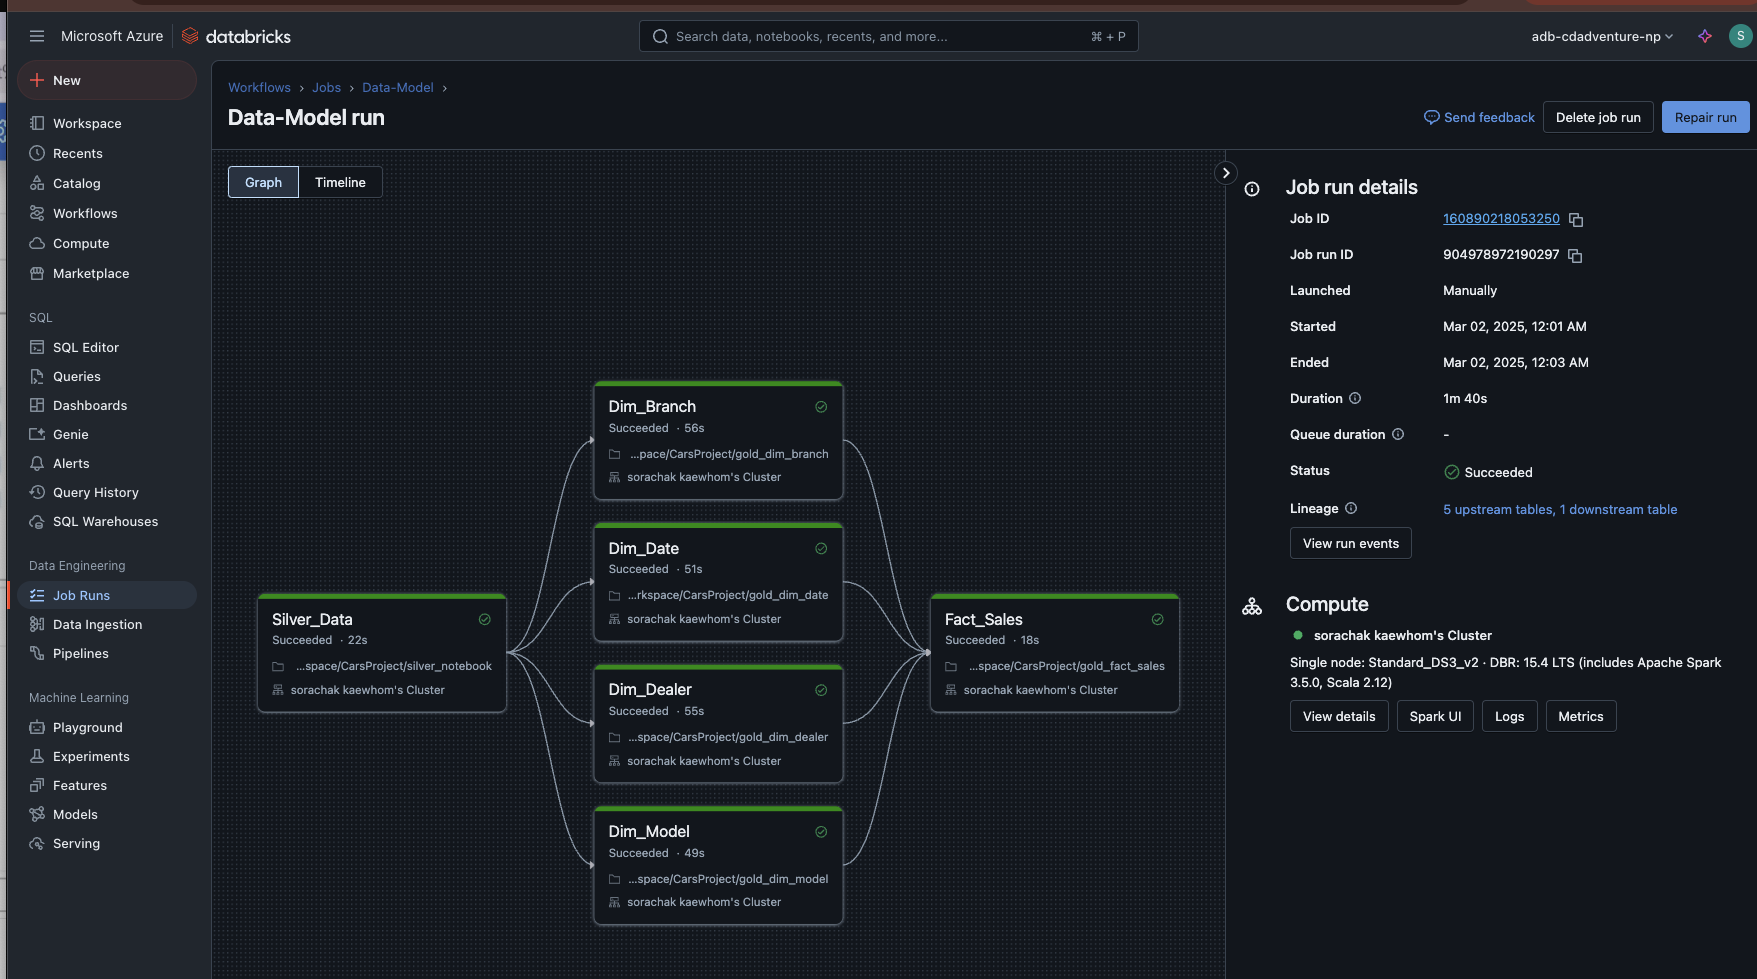 Microsoft Azure databricks
Search data, notebooks, recents, and more...
⌘ + P
adb-cdadventure-np
S
New
Workspace
Recents
Catalog
Workflows
Compute
Marketplace
SQL
SQL Editor
Queries
Dashboards
Genie
Alerts
Query History
SQL Warehouses
Data Engineering
Job Runs
Data Ingestion
Pipelines
Machine Learning
Playground
Experiments
Features
Models
Serving
Workflows › Jobs › Data-Model ›
Data-Model run
Send feedback
Delete job run
Repair run
Graph
Timeline
Silver_Data
Succeeded · 22s
...space/CarsProject/silver_notebook
sorachak kaewhom's Cluster
Dim_Branch
Succeeded · 56s
...pace/CarsProject/gold_dim_branch
sorachak kaewhom's Cluster
Dim_Date
Succeeded · 51s
...rkspace/CarsProject/gold_dim_date
sorachak kaewhom's Cluster
Dim_Dealer
Succeeded · 55s
...space/CarsProject/gold_dim_dealer
sorachak kaewhom's Cluster
Dim_Model
Succeeded · 49s
...space/CarsProject/gold_dim_model
sorachak kaewhom's Cluster
Fact_Sales
Succeeded · 18s
...space/CarsProject/gold_fact_sales
sorachak kaewhom's Cluster
Job run details
Job ID 160890218053250
Job run ID 904978972190297
Launched Manually
Started Mar 02, 2025, 12:01 AM
Ended Mar 02, 2025, 12:03 AM
Duration 1m 40s
Queue duration -
Status Succeeded
Lineage 5 upstream tables, 1 downstream table
View run events
Compute
sorachak kaewhom's Cluster
Single node: Standard_DS3_v2 · DBR: 15.4 LTS (includes Apache Spark
3.5.0, Scala 2.12)
View details
Spark UI
Logs
Metrics